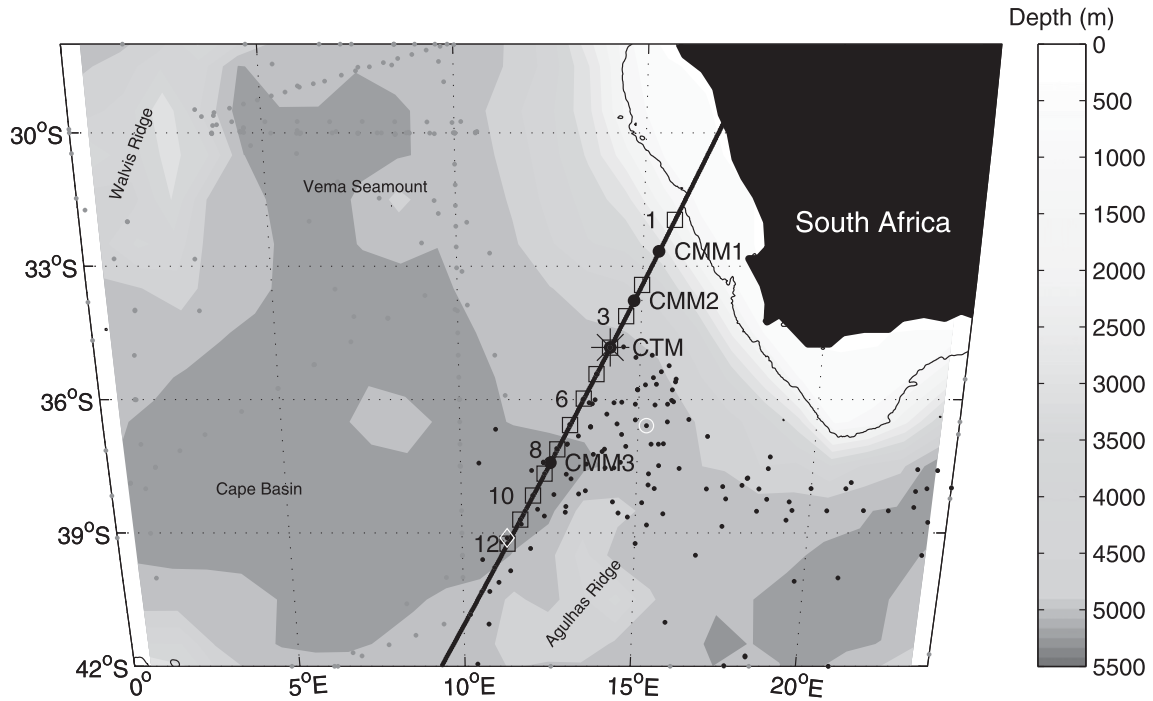 Depth (m)
0
500
1000
1500
2000
2500
3000
3500
4000
4500
5000
5500
30°S
33°S
36°S
39°S
42°S
0°
5°E
10°E
15°E
20°E
Walvis Ridge
Vema Seamount
South Africa
1
CMM1
CMM2
3
CTM
6
8
CMM3
10
12
Cape Basin
Agulhas Ridge